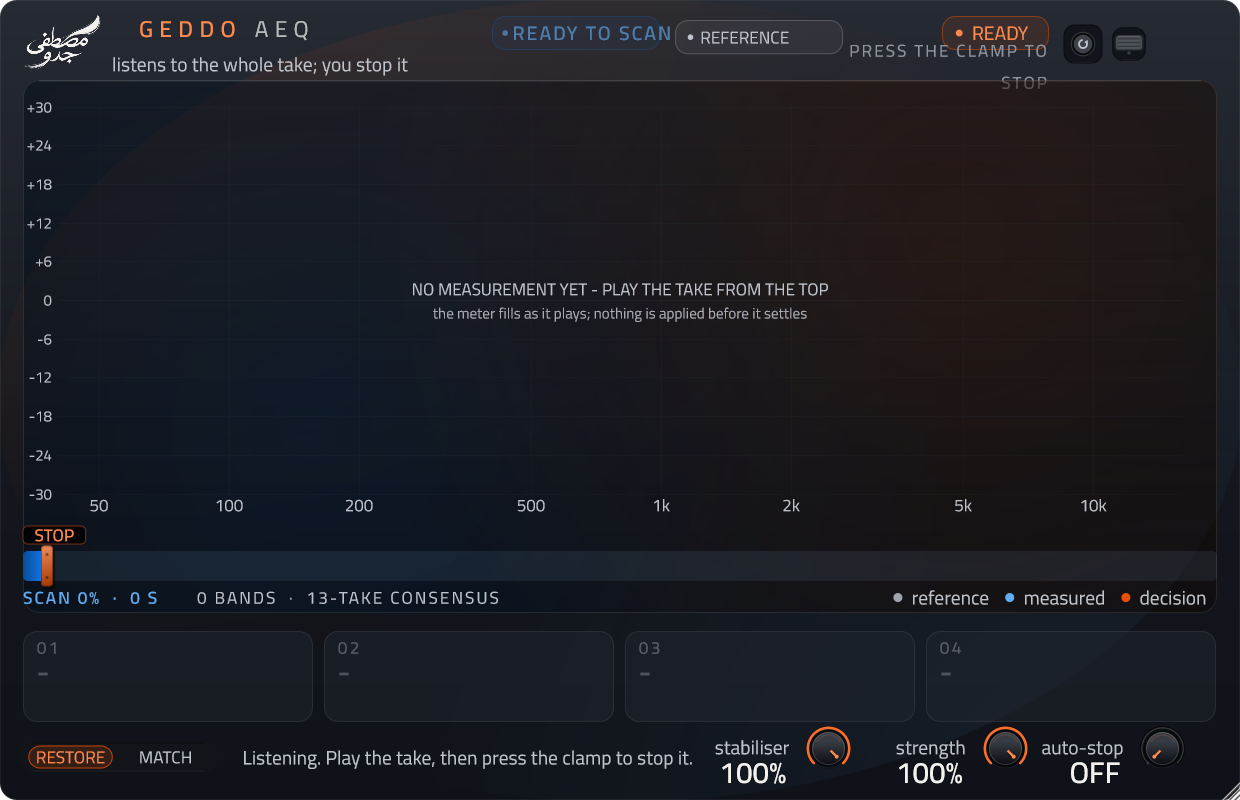 مصطفى
جدو
GEDDO AEQ
listens to the whole take; you stop it
READY TO SCAN
REFERENCE
READY
PRESS THE CLAMP TO
STOP
+30
+24
+18
+12
+6
0
-6
-12
-18
-24
-30
NO MEASUREMENT YET - PLAY THE TAKE FROM THE TOP
the meter fills as it plays; nothing is applied before it settles
50 100 200 500 1k 2k 5k 10k
STOP
SCAN 0% · 0 S 0 BANDS · 13-TAKE CONSENSUS
reference measured decision
01 02 03 04
– – – –
RESTORE MATCH
Listening. Play the take, then press the clamp to stop it.
stabiliser
100%
strength
100%
auto-stop
OFF